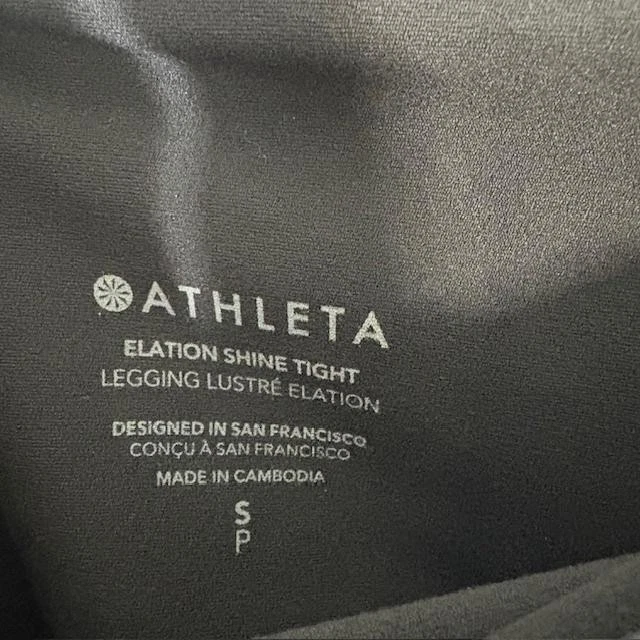 ATHLETA
ELATION SHINE TIGHT
LEGGING LUSTRÉ ELATION
DESIGNED IN SAN FRANCISCO
CONÇU À SAN FRANCISCO
MADE IN CAMBODIA
S
P